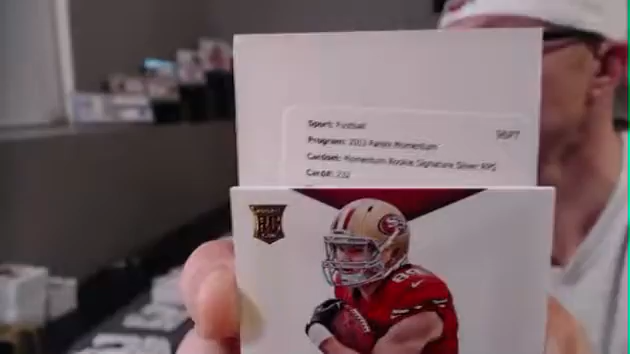 Sport: Football
Program: 2013 Panini Momentum
Cardset: Momentum Rookie Signature Silver RPS
Card#: 232